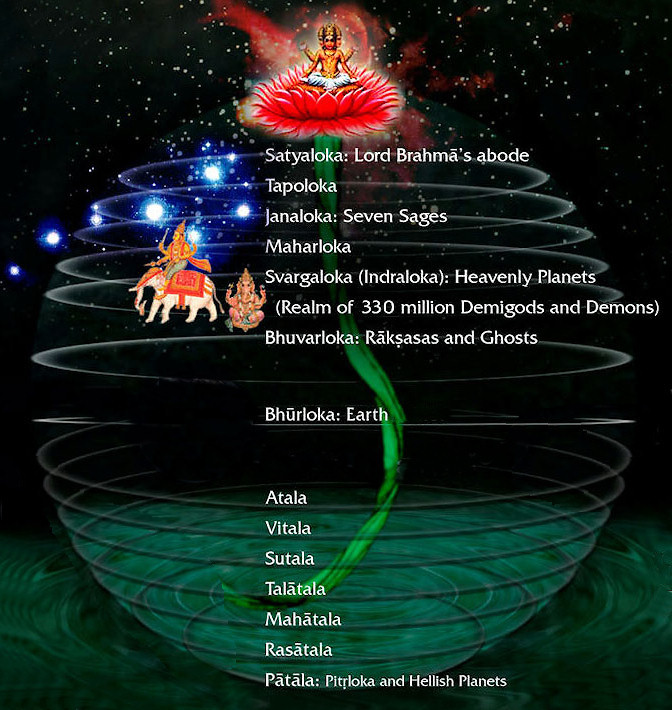 Satyaloka: Lord Brahmā's abode
Tapoloka
Janaloka: Seven Sages
Maharloka
Svargaloka (Indraloka): Heavenly Planets
(Realm of 330 million Demigods and Demons)
Bhuvarloka: Rākṣasas and Ghosts
Bhūrloka: Earth
Atala
Vitala
Sutala
Talātala
Mahātala
Rasātala
Pātāla: Pitṛloka and Hellish Planets